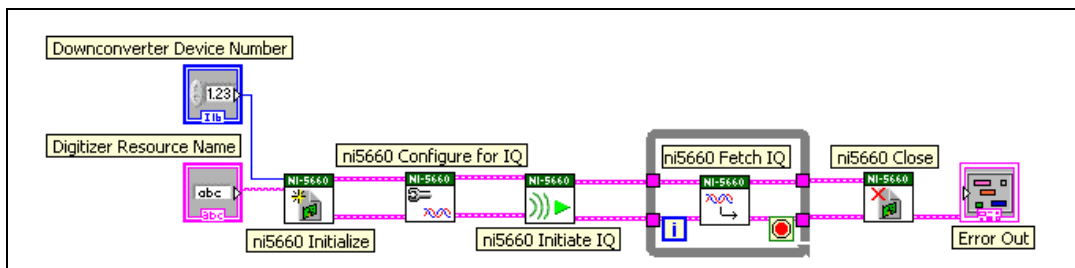 Downconverter Device Number
1.23
I16
Digitizer Resource Name
abc
abc
NI-5660
ni5660 Initialize
ni5660 Configure for IQ
NI-5660
NI-5660
ni5660 Initiate IQ
ni5660 Fetch IQ
NI-5660
i
ni5660 Close
NI-5660
Error Out